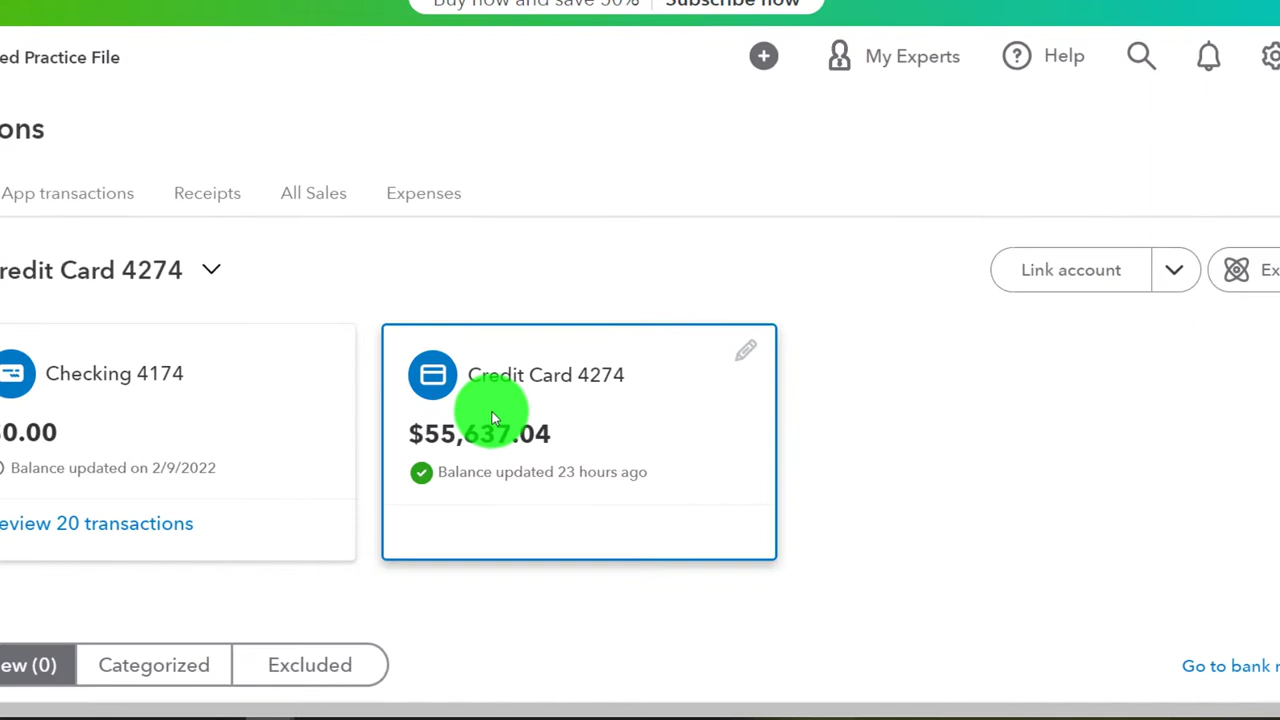 Buy now and save 50% Subscribe now
ed Practice File
My Experts
Help
ons
App transactions
Receipts
All Sales
Expenses
redit Card 4274
Link account
Ex
Checking 4174
Credit Card 4274
0.00
$55,637.04
Balance updated on 2/9/2022
Balance updated 23 hours ago
eview 20 transactions
ew (0)
Categorized
Excluded
Go to bank r